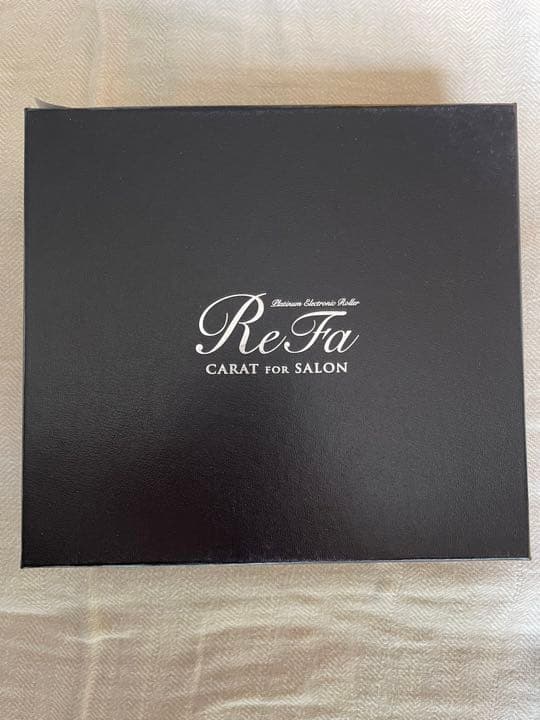 Platinum Electronic Roller
ReFa
CARAT FOR SALON